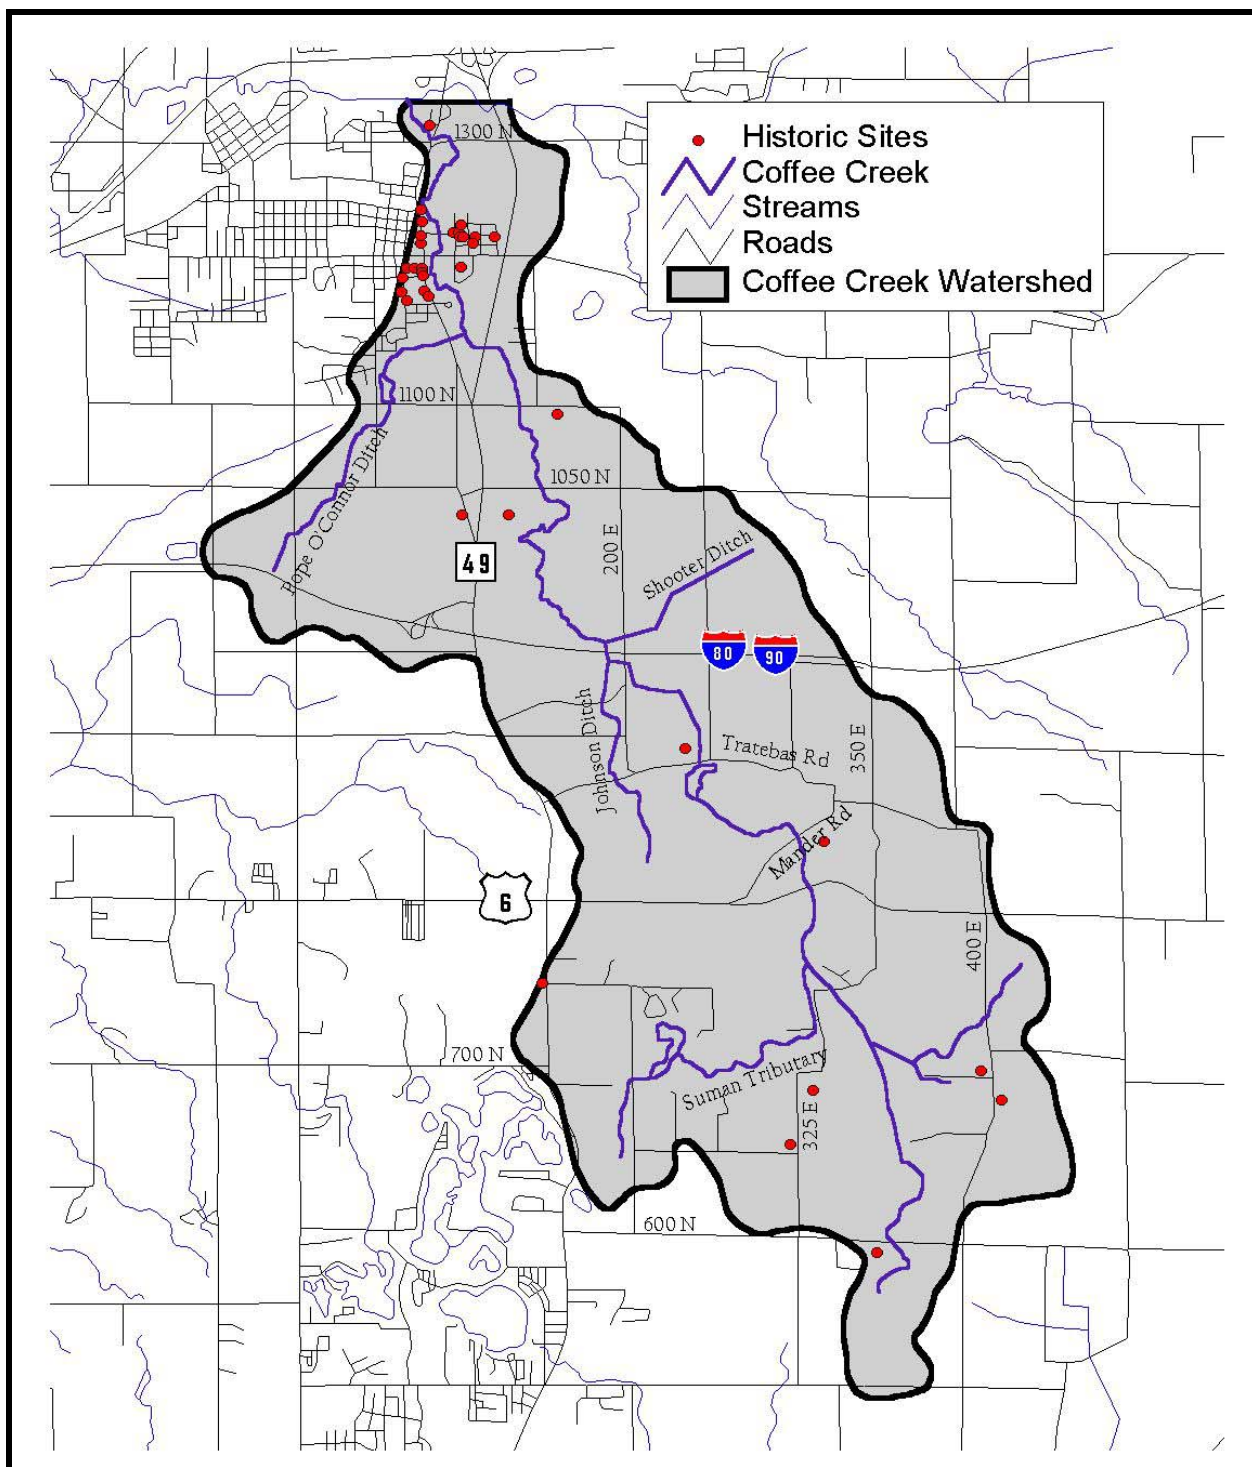 1300 N
Historic Sites
Coffee Creek
Streams
Roads
Coffee Creek Watershed
1100 N
Pope O'Connor Ditch
1050 N
49
200 E
Shooter Ditch
80
90
Johnson Ditch
Tratebas Rd
350 E
Mander Rd
6
400 E
700 N
Suman Tributary
325 E
600 N